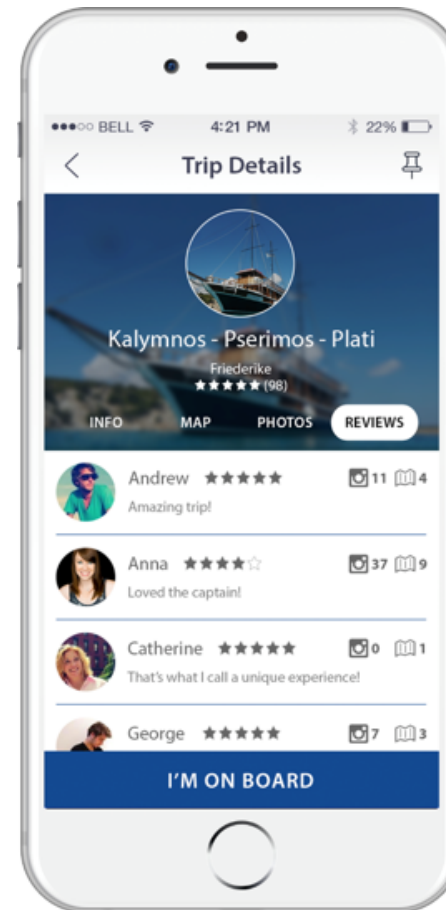 BELL 4:21 PM 22%
Trip Details
Kalymnos - Pserimos - Plati
Friederike
★★★★★ (98)
INFO MAP PHOTOS REVIEWS
Andrew ★★★★★ 11 4
Amazing trip!
Anna ★★★★☆ 37 9
Loved the captain!
Catherine ★★★★★ 0 1
That's what I call a unique experience!
George ★★★★★ 7 3
I'M ON BOARD